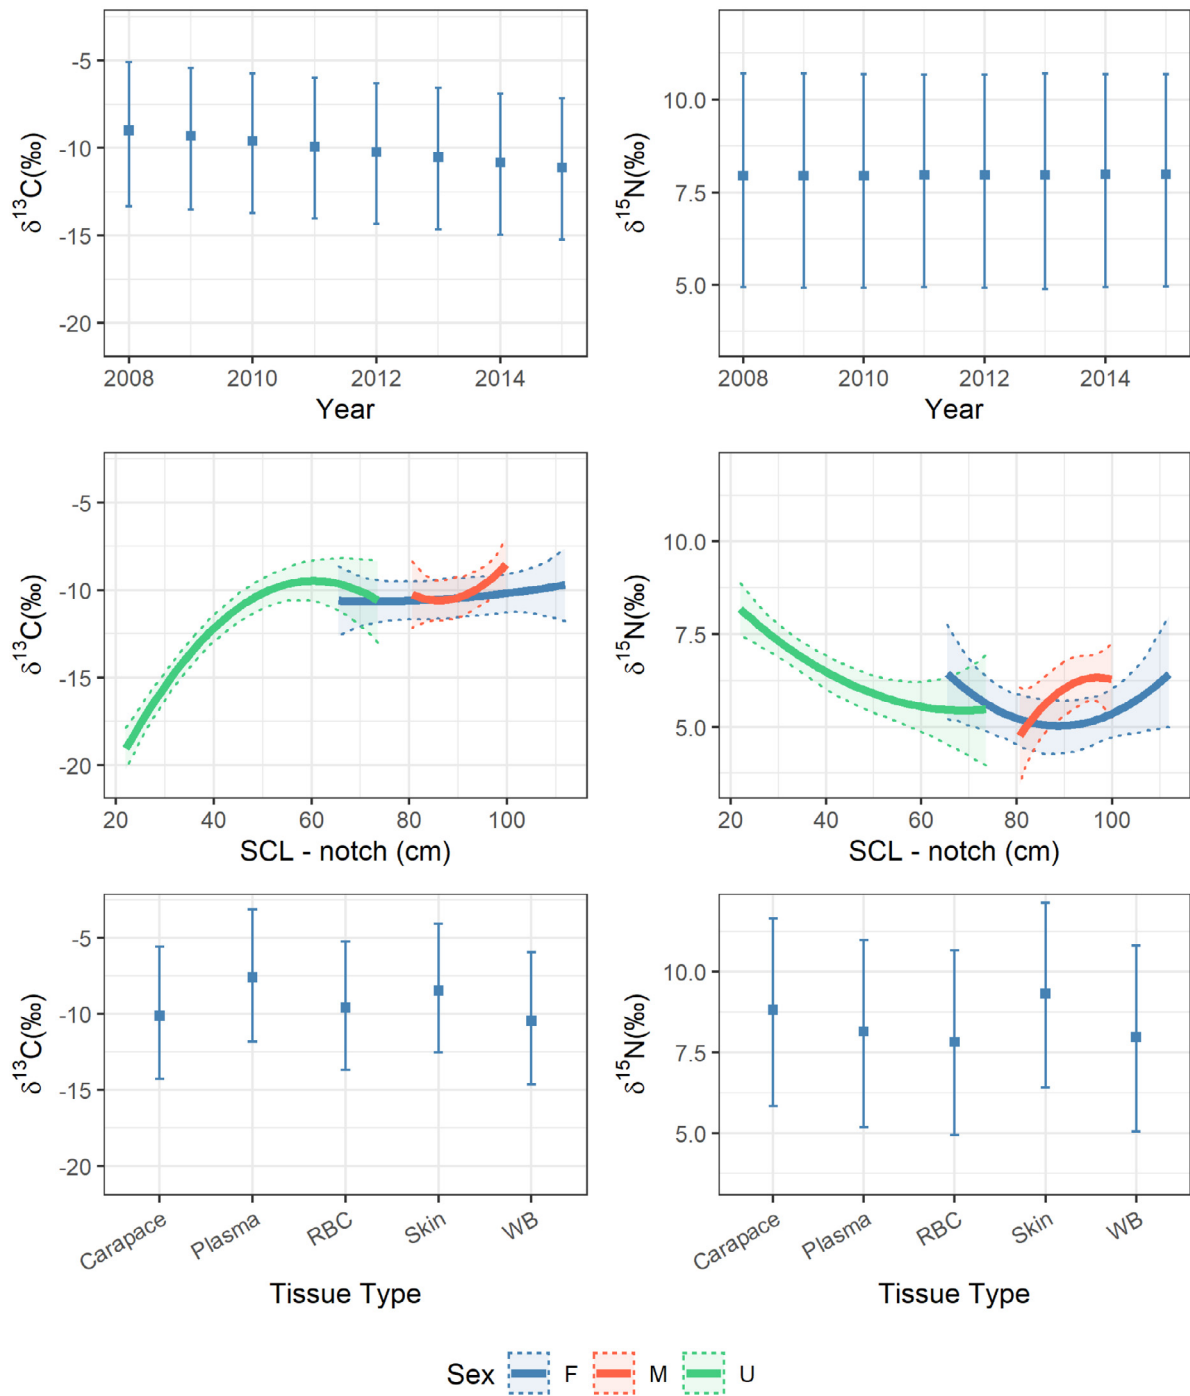 δ13C(‰)
-5
-10
-15
-20
2008 2010 2012 2014
Year
δ15N(‰)
10.0
7.5
5.0
2008 2010 2012 2014
Year
δ13C(‰)
-5
-10
-15
-20
20 40 60 80 100
SCL - notch (cm)
δ15N(‰)
10.0
7.5
5.0
20 40 60 80 100
SCL - notch (cm)
δ13C(‰)
-5
-10
-15
-20
Carapace Plasma RBC Skin WB
Tissue Type
δ15N(‰)
10.0
7.5
5.0
Carapace Plasma RBC Skin WB
Tissue Type
Sex F M U